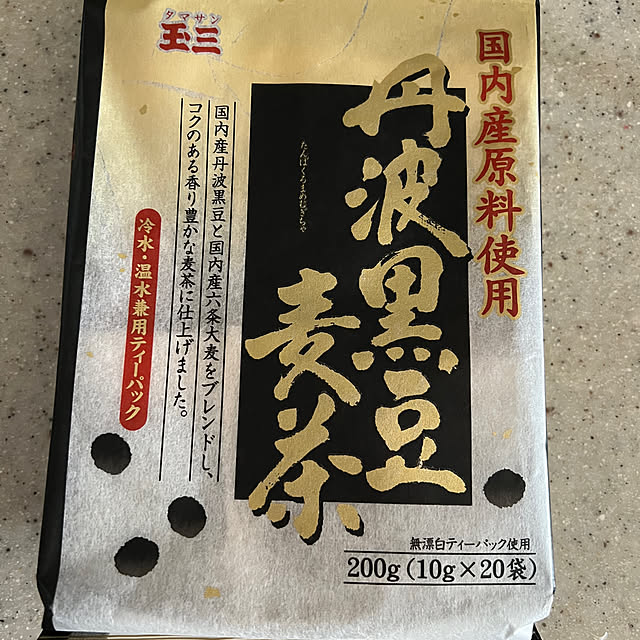 タマサン
玉三
国内産原料使用
丹波黒豆
麦茶
たんばくろまめむぎちゃ
国内産丹波黒豆と国内産六条大麦をブレンドし、
コクのある香り豊かな麦茶に仕上げました。
冷水・温水兼用ティーパック
無漂白ティーパック使用
200g(10g×20袋)